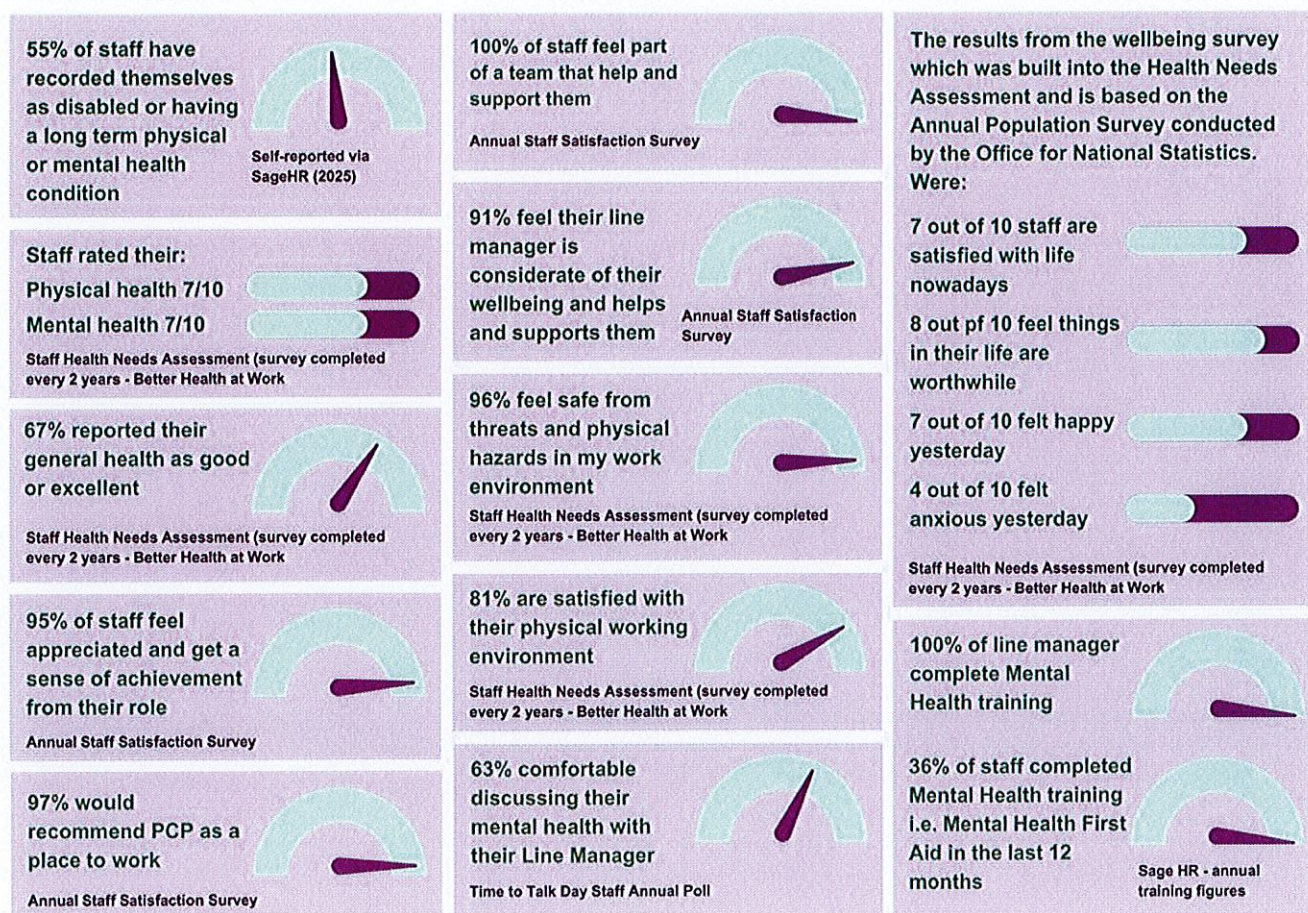 55% of staff have
recorded themselves
as disabled or having
a long term physical
or mental health
condition
Self-reported via
SageHR (2025)
Staff rated their:
Physical health 7/10
Mental health 7/10
Staff Health Needs Assessment (survey completed
every 2 years - Better Health at Work
67% reported their
general health as good
or excellent
Staff Health Needs Assessment (survey completed
every 2 years - Better Health at Work
95% of staff feel
appreciated and get a
sense of achievement
from their role
Annual Staff Satisfaction Survey
97% would
recommend PCP as a
place to work
Annual Staff Satisfaction Survey
100% of staff feel part
of a team that help and
support them
Annual Staff Satisfaction Survey
91% feel their line
manager is
considerate of their
wellbeing and helps
and supports them
Annual Staff Satisfaction
Survey
96% feel safe from
threats and physical
hazards in my work
environment
Staff Health Needs Assessment (survey completed
every 2 years - Better Health at Work
81% are satisfied with
their physical working
environment
Staff Health Needs Assessment (survey completed
every 2 years - Better Health at Work
63% comfortable
discussing their
mental health with
their Line Manager
Time to Talk Day Staff Annual Poll
The results from the wellbeing survey
which was built into the Health Needs
Assessment and is based on the
Annual Population Survey conducted
by the Office for National Statistics.
Were:
7 out of 10 staff are
satisfied with life
nowadays
8 out pf 10 feel things
in their life are
worthwhile
7 out of 10 felt happy
yesterday
4 out of 10 felt
anxious yesterday
Staff Health Needs Assessment (survey completed
every 2 years - Better Health at Work
100% of line manager
complete Mental
Health training
36% of staff completed
Mental Health training
i.e. Mental Health First
Aid in the last 12
months
Sage HR - annual
training figures